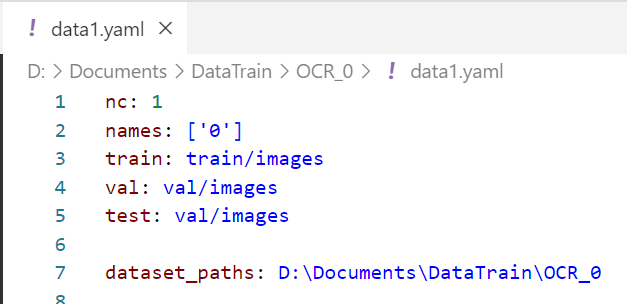 ! data1.yaml ×
D: > Documents > DataTrain > OCR_0 > ! data1.yaml
1 nc: 1
2 names: ['0']
3 train: train/images
4 val: val/images
5 test: val/images
6
7 dataset_paths: D:\Documents\DataTrain\OCR_0
8